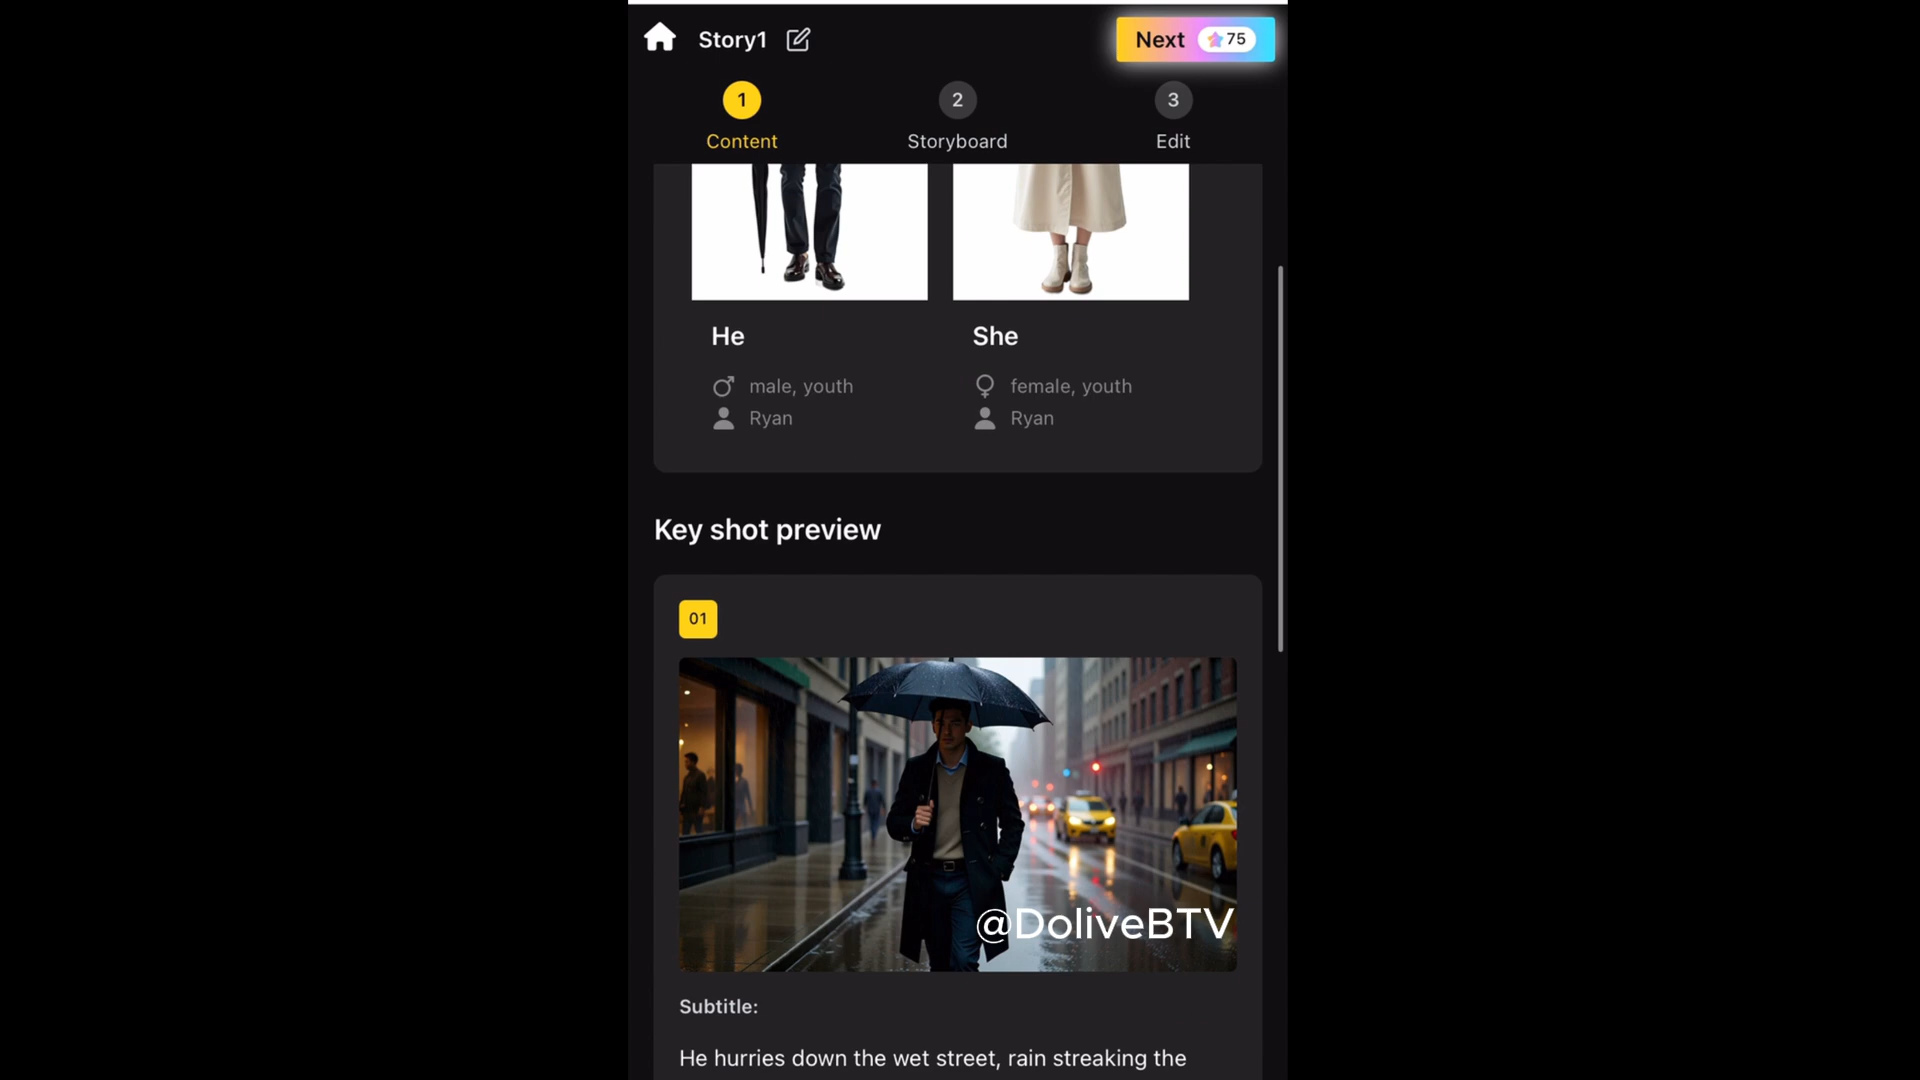 Story1
Next 75
1 2 3
Content Storyboard Edit
He She
male, youth female, youth
Ryan Ryan
Key shot preview
01
@DoliveBTV
Subtitle:
He hurries down the wet street, rain streaking the